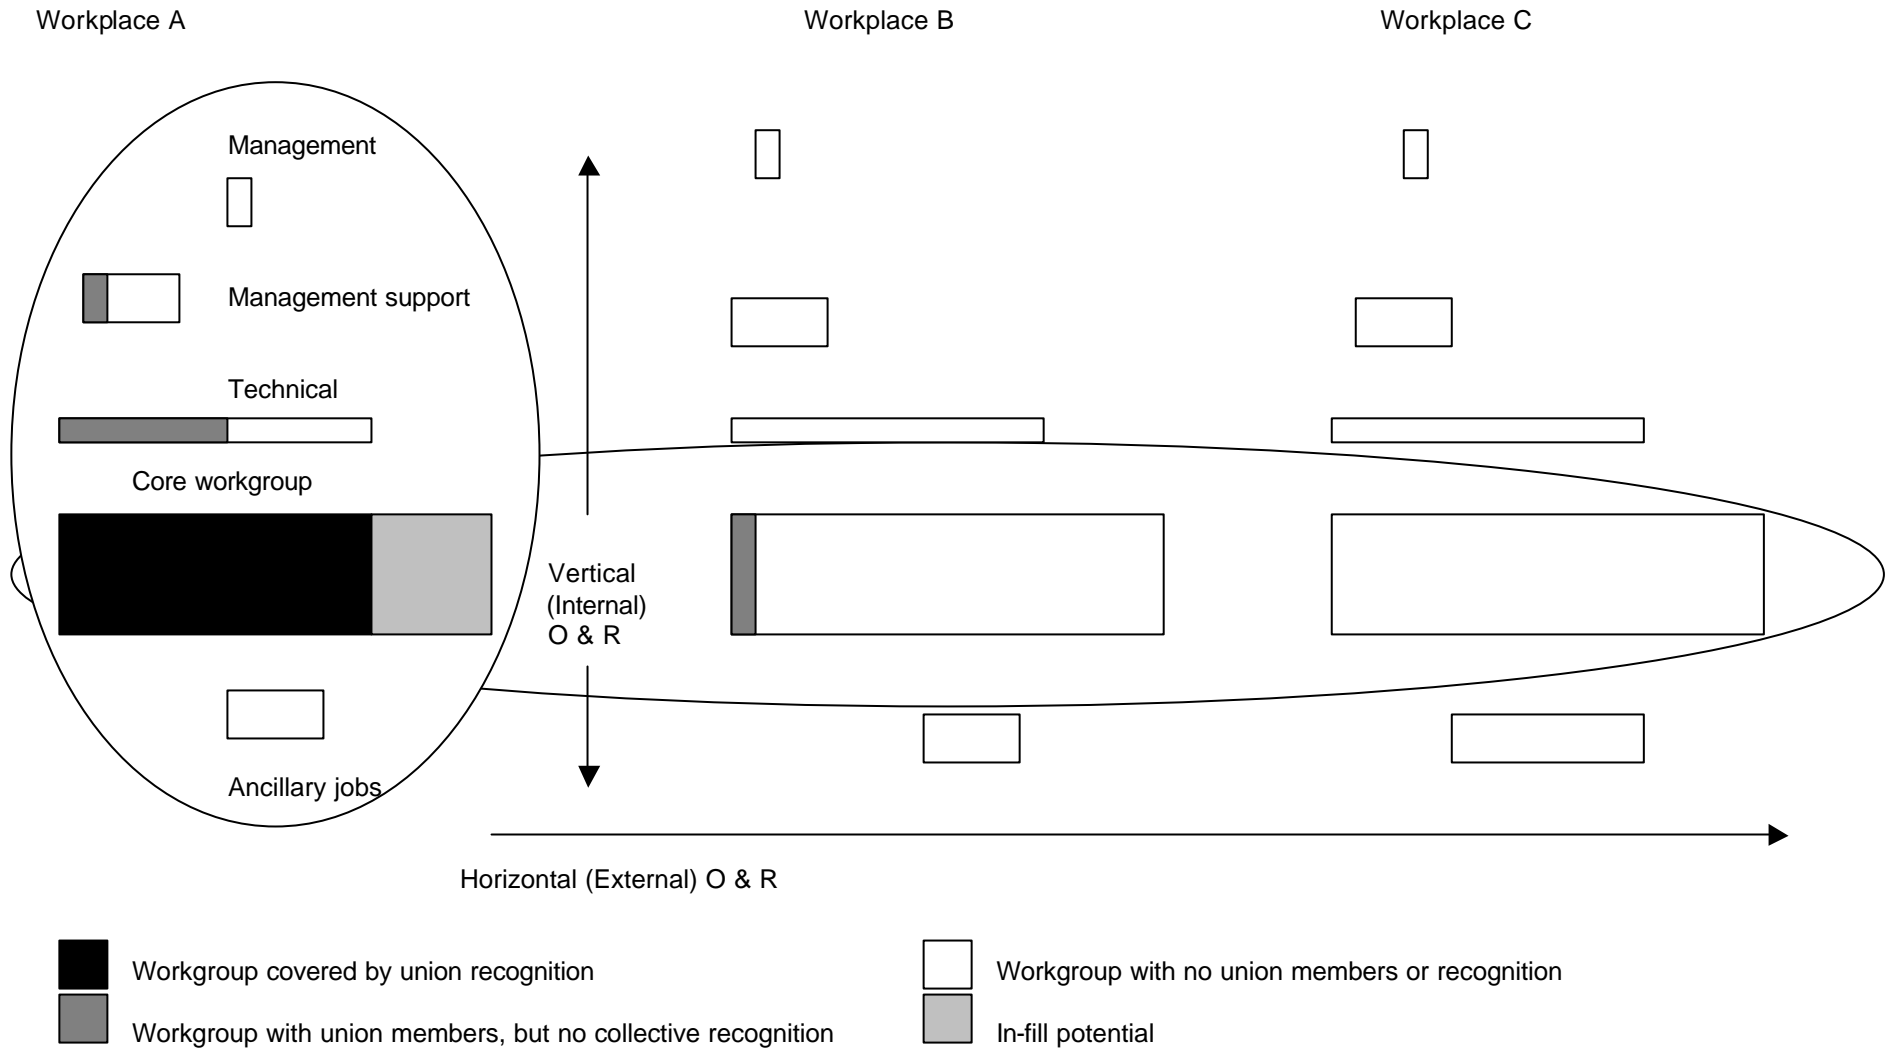 Workplace A
Workplace B
Workplace C
Management
Management support
Technical
Core workgroup
Vertical
(Internal)
O & R
Ancillary jobs
Horizontal (External) O & R
Workgroup covered by union recognition
Workgroup with no union members or recognition
Workgroup with union members, but no collective recognition
In-fill potential